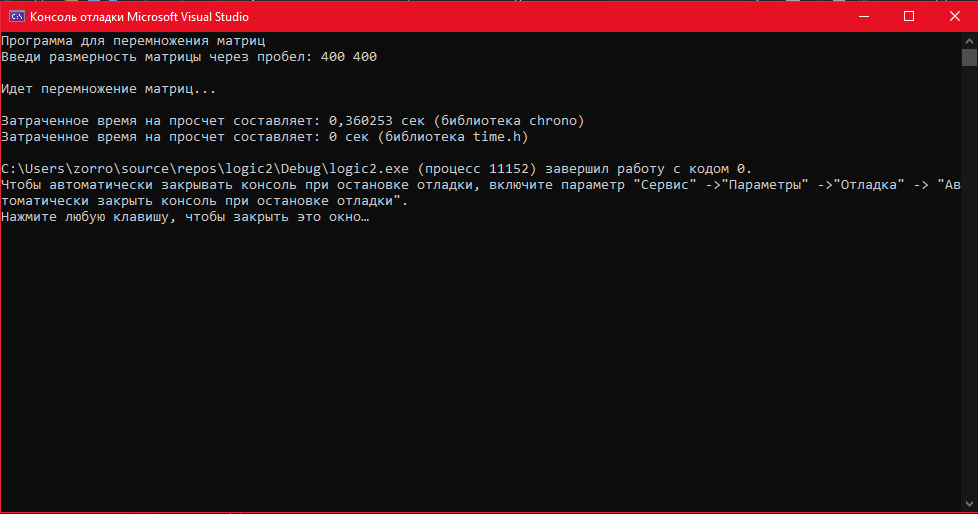 Консоль отладки Microsoft Visual Studio
Программа для перемножения матриц
Введи размерность матрицы через пробел: 400 400
Идет перемножение матриц...
Затраченное время на просчет составляет: 0,360253 сек (библиотека chrono)
Затраченное время на просчет составляет: 0 сек (библиотека time.h)
C:\Users\zorro\source\repos\logic2\Debug\logic2.exe (процесс 11152) завершил работу с кодом 0.
Чтобы автоматически закрывать консоль при остановке отладки, включите параметр "Сервис" ->"Параметры" ->"Отладка" -> "Ав
томатически закрыть консоль при остановке отладки".
Нажмите любую клавишу, чтобы закрыть это окно…